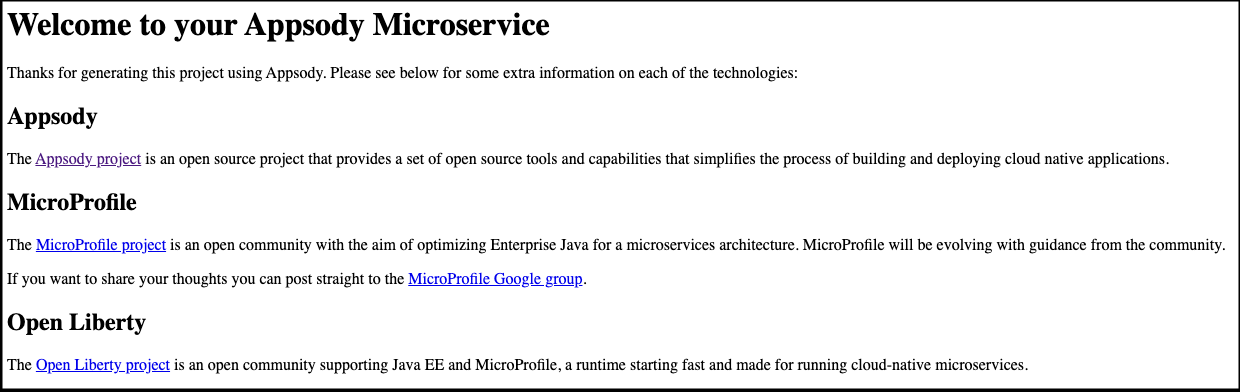 Welcome to your Appsody Microservice
Thanks for generating this project using Appsody. Please see below for some extra information on each of the technologies:
Appsody
The Appsody project is an open source project that provides a set of open source tools and capabilities that simplifies the process of building and deploying cloud native applications.
MicroProfile
The MicroProfile project is an open community with the aim of optimizing Enterprise Java for a microservices architecture. MicroProfile will be evolving with guidance from the community.
If you want to share your thoughts you can post straight to the MicroProfile Google group.
Open Liberty
The Open Liberty project is an open community supporting Java EE and MicroProfile, a runtime starting fast and made for running cloud-native microservices.